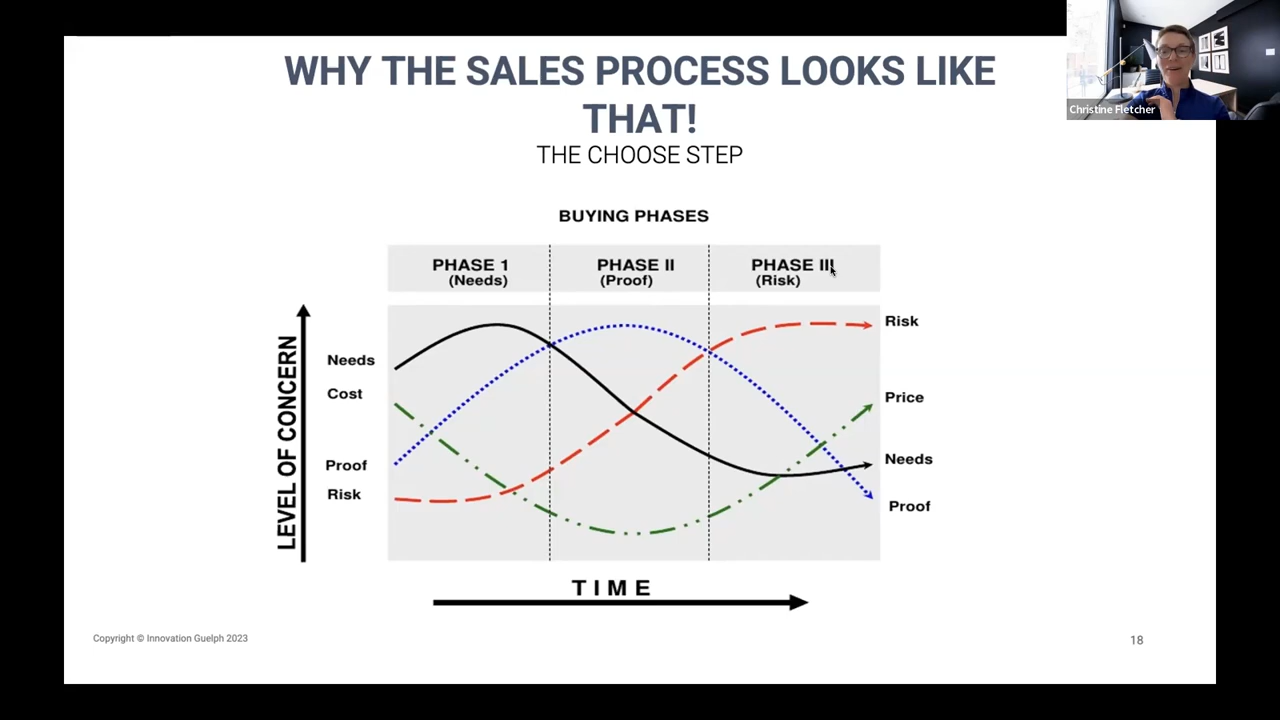 WHY THE SALES PROCESS LOOKS LIKE
THAT!
THE CHOOSE STEP
Christine Fletcher
BUYING PHASES
PHASE 1
(Needs)
PHASE II
(Proof)
PHASE III
(Risk)
LEVEL OF CONCERN
Needs
Cost
Proof
Risk
Risk
Price
Needs
Proof
TIME
Copyright © Innovation Guelph 2023
18